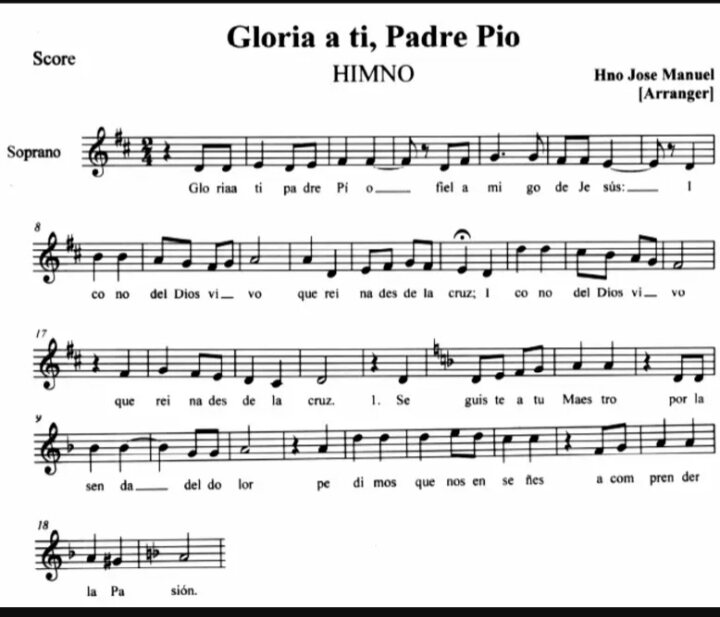 Gloria a ti, Padre Pio
Score
HIMNO
Hno Jose Manuel
[Arranger]
Soprano
2/4
Glo riaa ti pa dre Pí o___ fiel a mi go de Je sús:___ I
8
co no del Dios vi__ vo que rei na des de la cruz; I co no del Dios vi__ vo
17
que rei na des de la cruz. 1. Se guis te a tu Maes tro por la
9
sen da___ del do lor pe di mos que nos en se ñes a com pren der
18
la Pa sión.